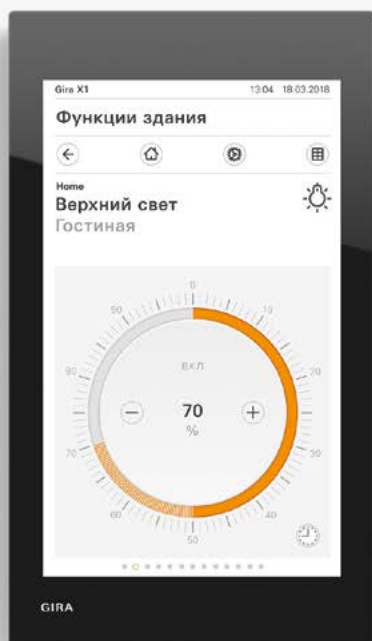 Gira X1 13:04 18.03.2018
Функции здания
Home
Верхний свет
Гостиная
0
90 10
80 20
ВКЛ
70
%
70 30
60 40
50
GIRA